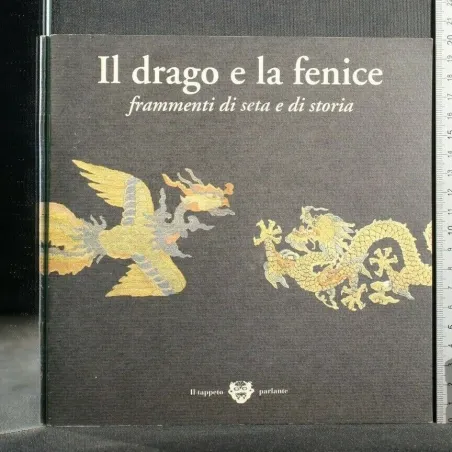 Il drago e la fenice
frammenti di seta e di storia
Il tappeto parlante